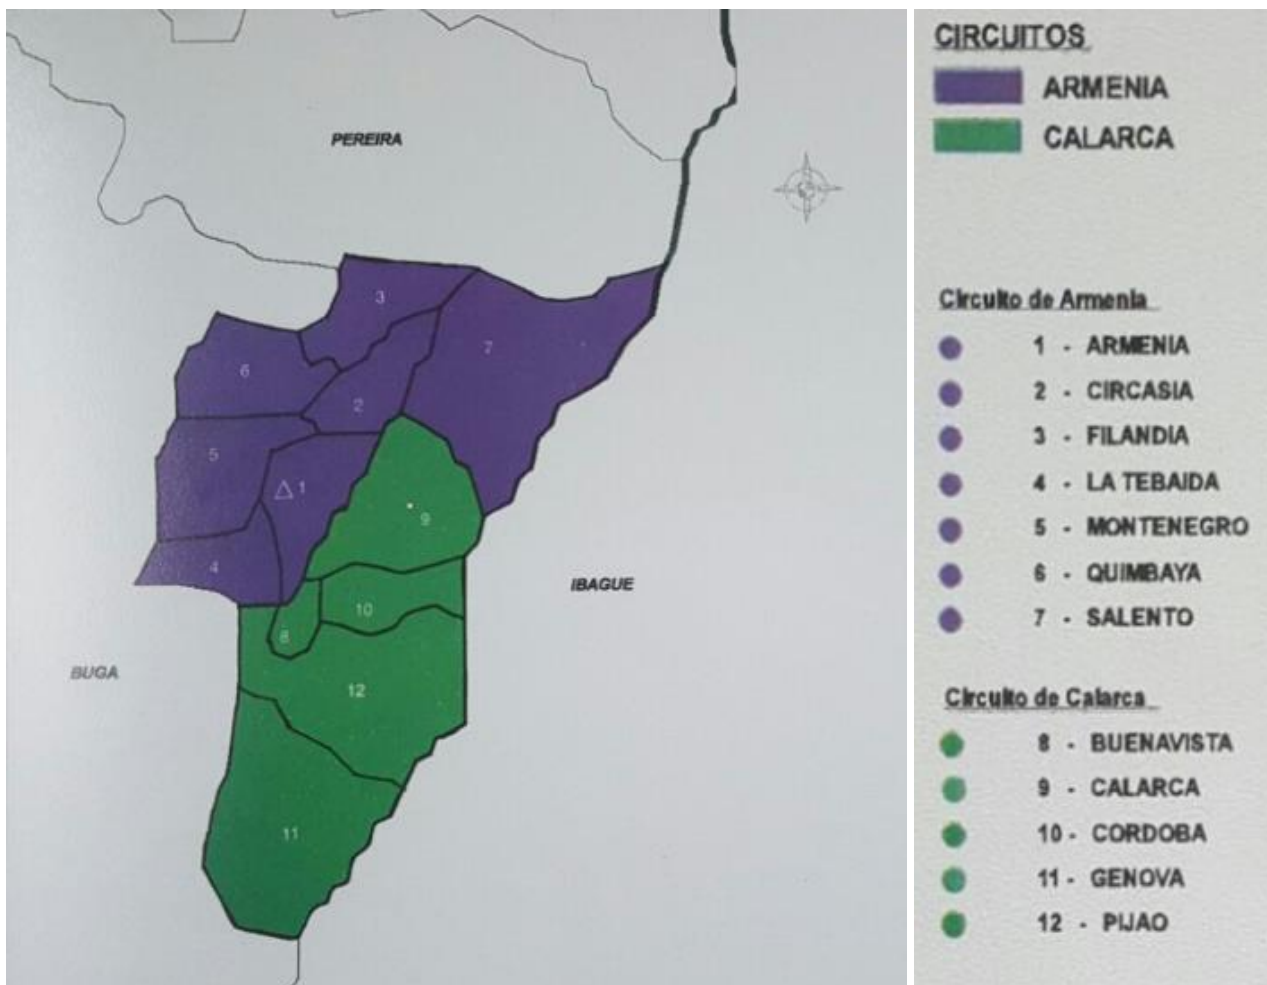 PEREIRA
3
7
6
2
5
1
9
4
IBAGUE
10
8
BUGA
12
11
CIRCUITOS
ARMENIA
CALARCA
Circuito de Armenia
1 - ARMENIA
2 - CIRCASIA
3 - FILANDIA
4 - LA TEBAIDA
5 - MONTENEGRO
6 - QUIMBAYA
7 - SALENTO
Circuito de Calarca
8 - BUENAVISTA
9 - CALARCA
10 - CORDOBA
11 - GENOVA
12 - PIJAO